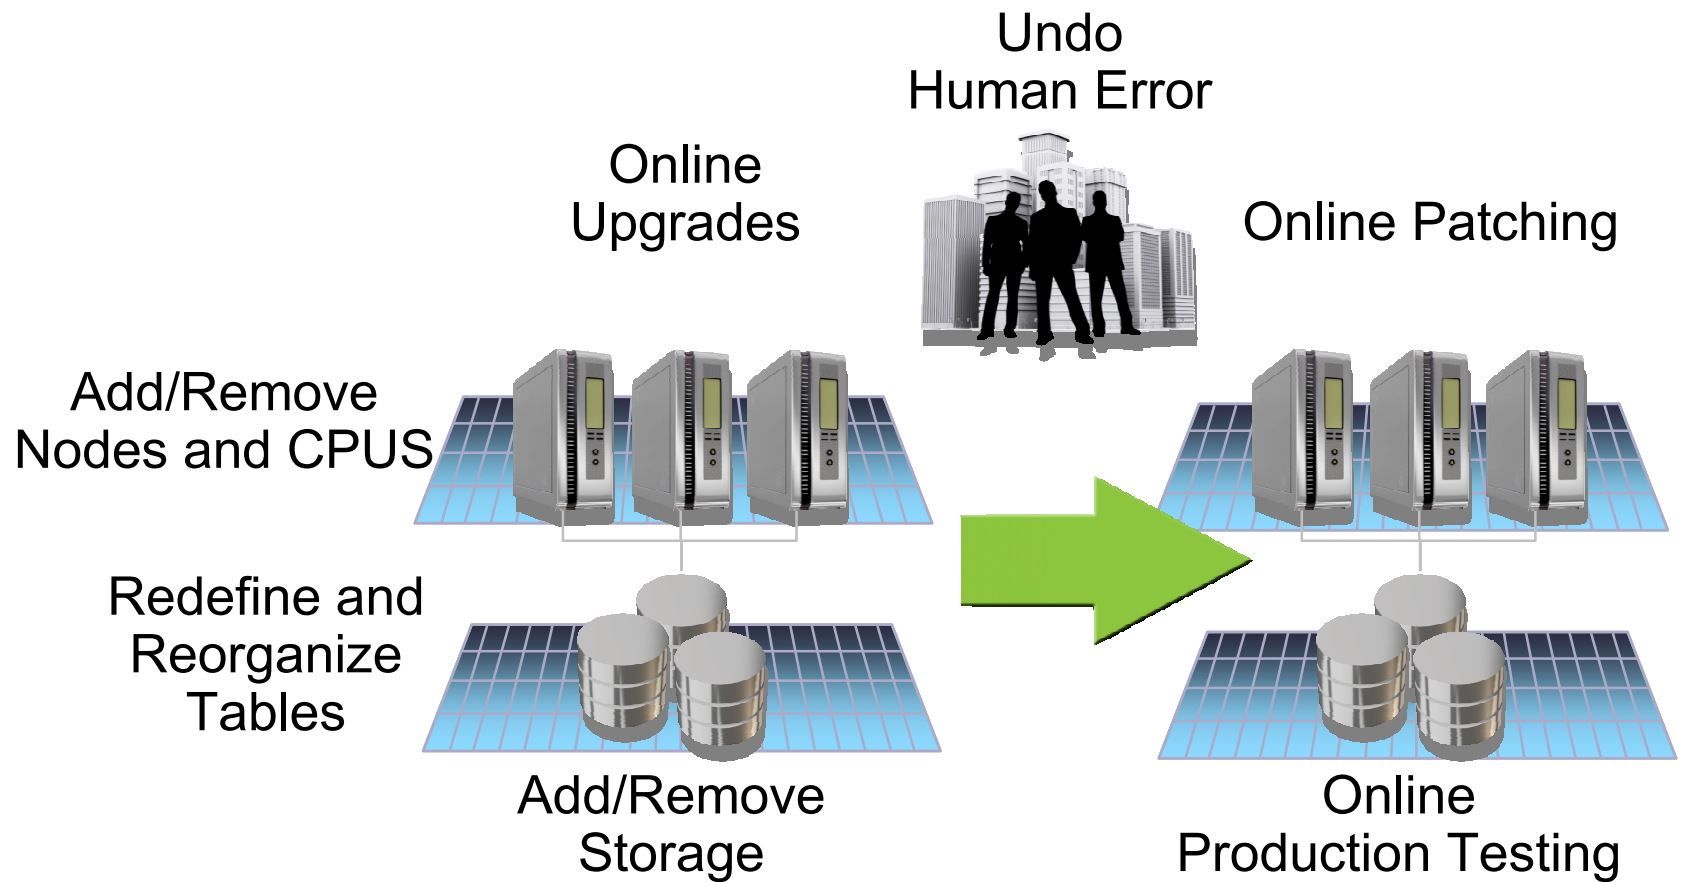 Undo
Human Error
Online
Upgrades
Online Patching
Add/Remove
Nodes and CPUS
Redefine and
Reorganize
Tables
Add/Remove
Storage
Online
Production Testing